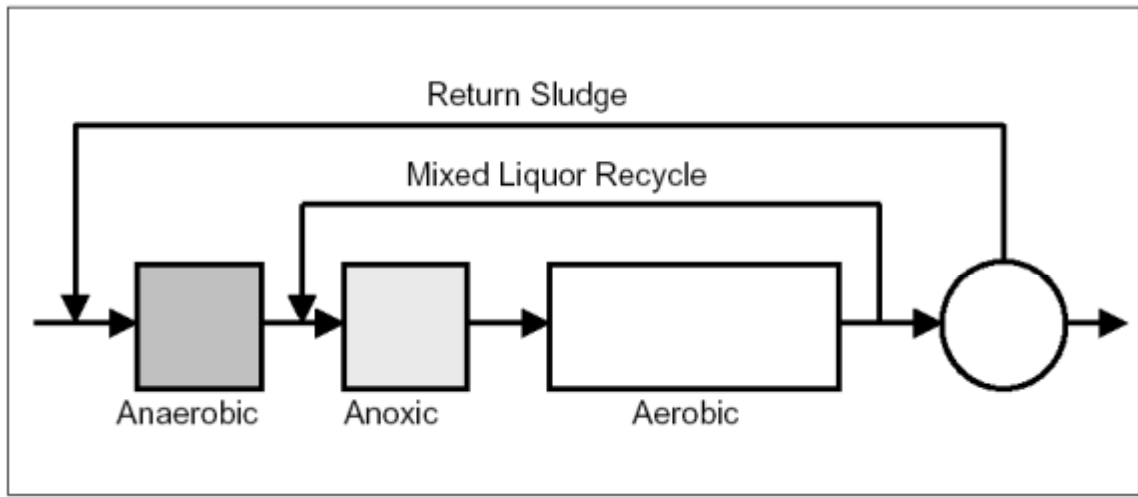 Return Sludge
Mixed Liquor Recycle
Anaerobic
Anoxic
Aerobic